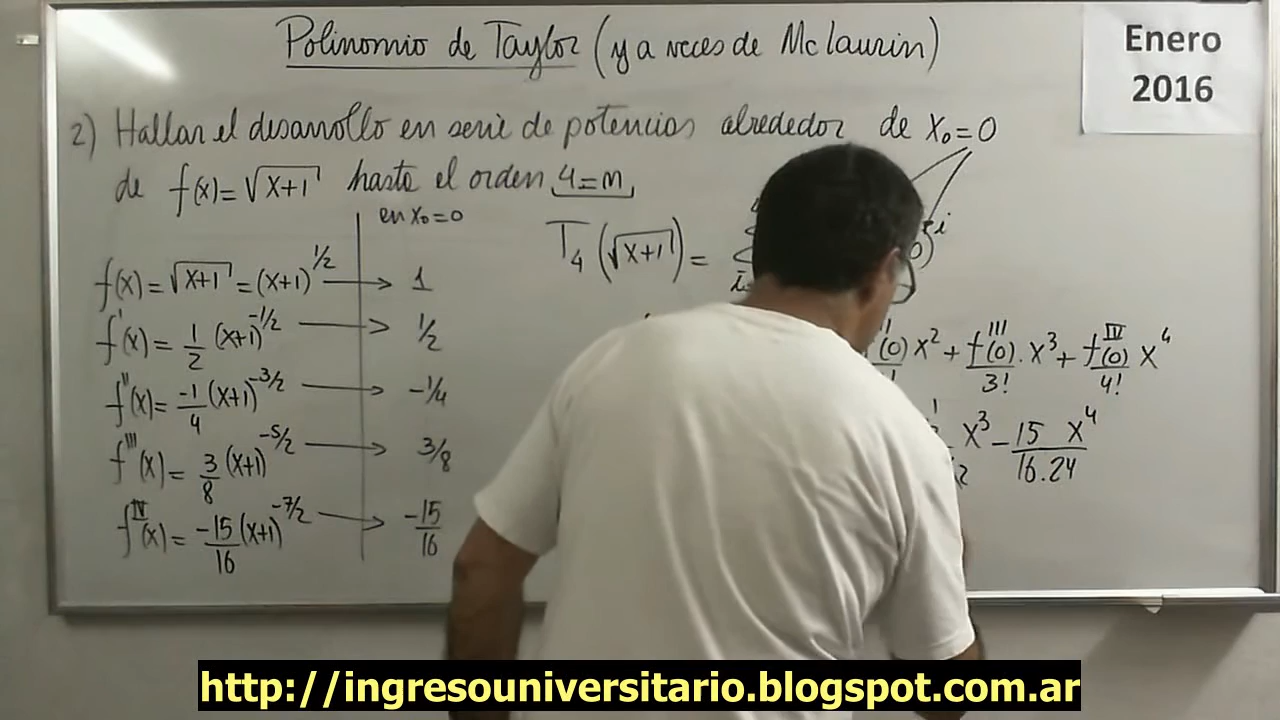 Polinomio de Taylor (y a veces de Mc laurin)
Enero
2016
2) Hallar el desarrollo en serie de potencias alrededor de x₀=0
de f(x)=√(x+1) hasta el orden 4=n
en x₀=0
f(x)=√(x+1)=(x+1)^(1/2) → 1
f'(x)=1/2 (x+1)^(-1/2) → 1/2
f''(x)=-1/4 (x+1)^(-3/2) → -1/4
f'''(x)=3/8 (x+1)^(-5/2) → 3/8
f^IV(x)=-15/16 (x+1)^(-7/2) → -15/16
T₄(√(x+1))=
i
0)
(0)x²+f'''(0)/3!·x³+f^IV(0)/4! x⁴
x³-15x⁴/16.24
http://ingresouniversitario.blogspot.com.ar